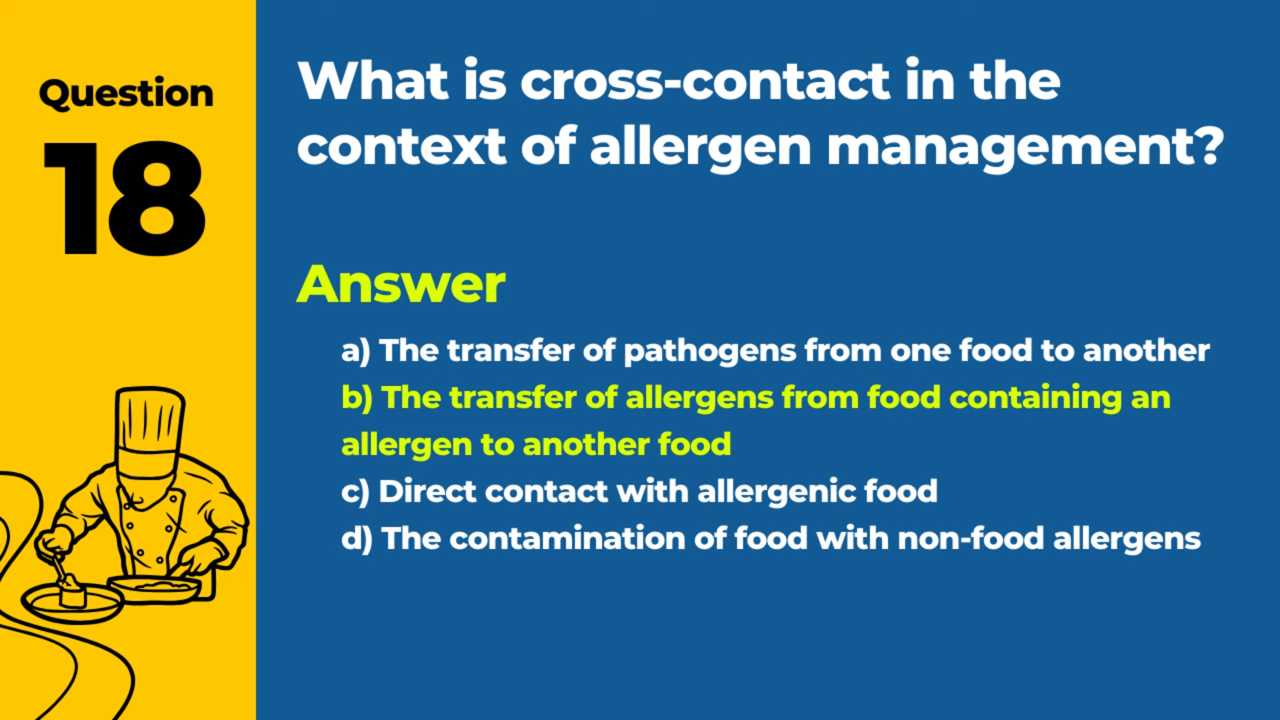 Question
18
What is cross-contact in the
context of allergen management?
Answer
a) The transfer of pathogens from one food to another
b) The transfer of allergens from food containing an
allergen to another food
c) Direct contact with allergenic food
d) The contamination of food with non-food allergens